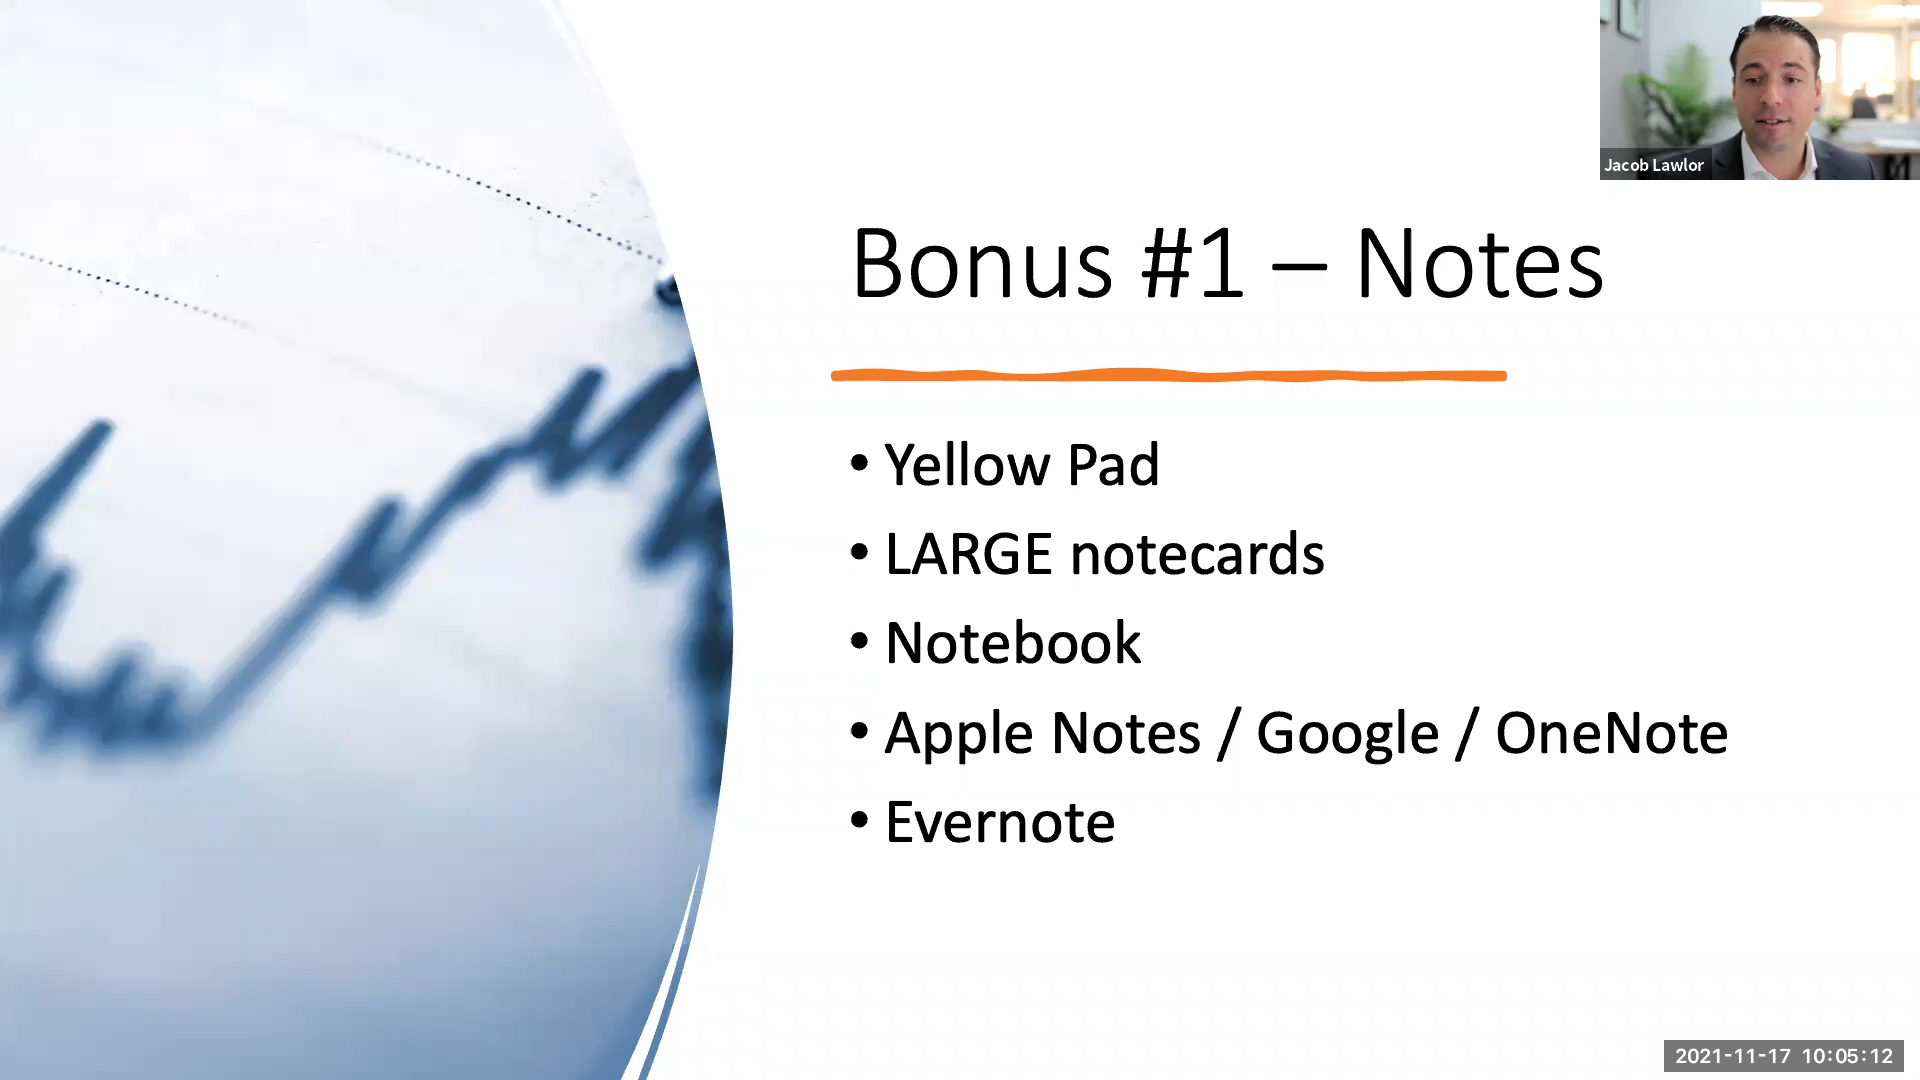 Jacob Lawlor
Bonus #1 – Notes
• Yellow Pad
• LARGE notecards
• Notebook
• Apple Notes / Google / OneNote
• Evernote
2021-11-17 10:05:12